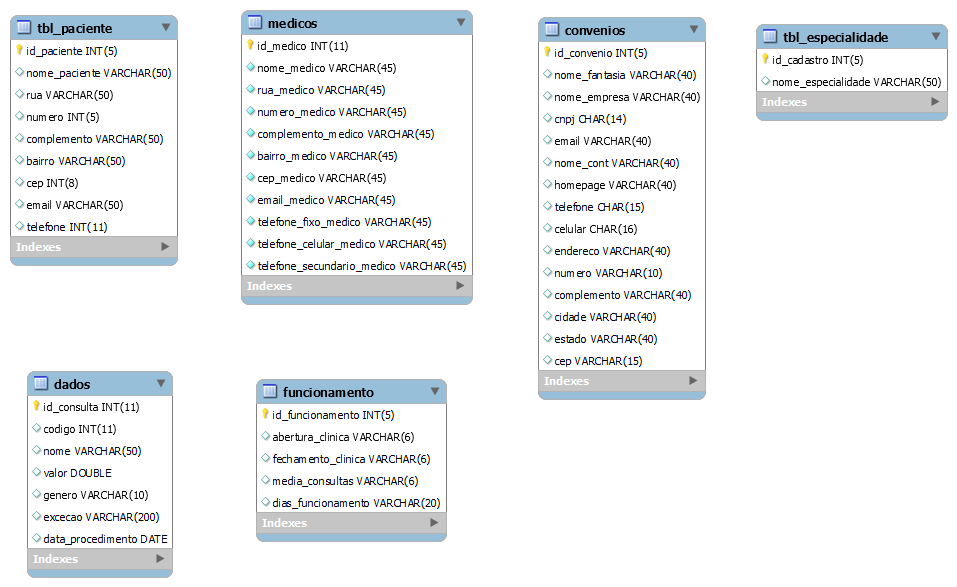 tbl_paciente
id_paciente INT(5)
nome_paciente VARCHAR(50)
rua VARCHAR(50)
numero INT(5)
complemento VARCHAR(50)
bairro VARCHAR(50)
cep INT(8)
email VARCHAR(50)
telefone INT(11)
Indexes
medicos
id_medico INT(11)
nome_medico VARCHAR(45)
rua_medico VARCHAR(45)
numero_medico VARCHAR(45)
complemento_medico VARCHAR(45)
bairro_medico VARCHAR(45)
cep_medico VARCHAR(45)
email_medico VARCHAR(45)
telefone_fixo_medico VARCHAR(45)
telefone_celular_medico VARCHAR(45)
telefone_secundario_medico VARCHAR(45)
Indexes
convenios
id_convenio INT(5)
nome_fantasia VARCHAR(40)
nome_empresa VARCHAR(40)
cnpj CHAR(14)
email VARCHAR(40)
nome_cont VARCHAR(40)
homepage VARCHAR(40)
telefone CHAR(15)
celular CHAR(16)
endereco VARCHAR(40)
numero VARCHAR(10)
complemento VARCHAR(40)
cidade VARCHAR(40)
estado VARCHAR(40)
cep VARCHAR(15)
Indexes
tbl_especialidade
id_cadastro INT(5)
nome_especialidade VARCHAR(50)
Indexes
dados
id_consulta INT(11)
codigo INT(11)
nome VARCHAR(50)
valor DOUBLE
genero VARCHAR(10)
excecao VARCHAR(200)
data_procedimento DATE
Indexes
funcionamento
id_funcionamento INT(5)
abertura_clinica VARCHAR(6)
fechamento_clinica VARCHAR(6)
media_consultas VARCHAR(6)
dias_funcionamento VARCHAR(20)
Indexes